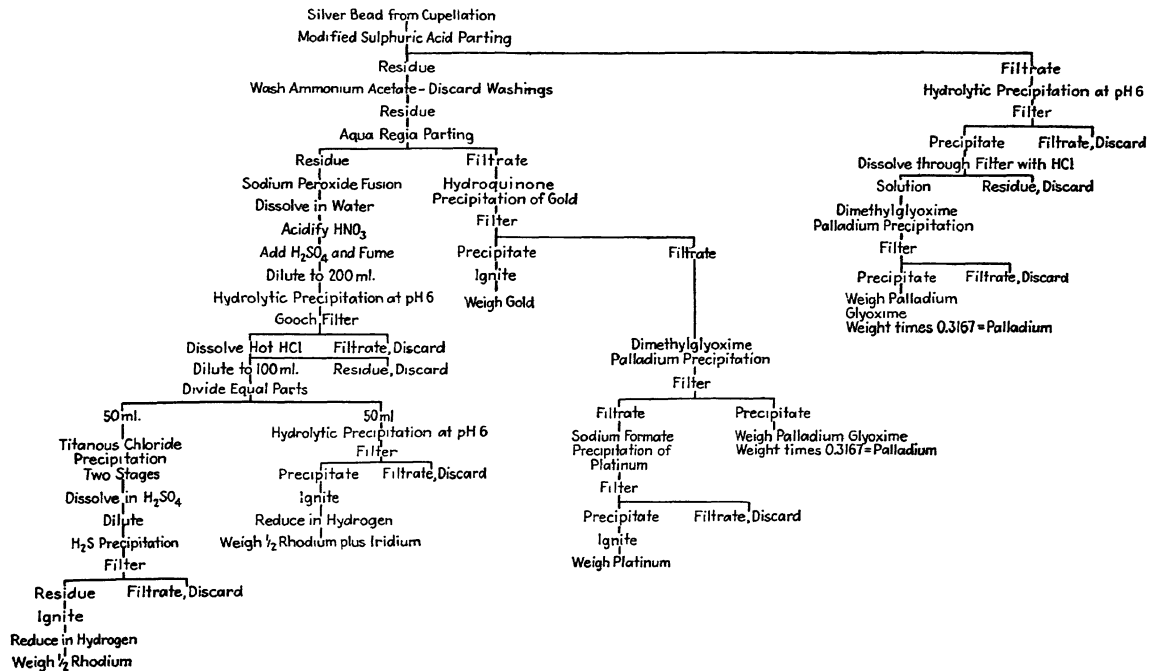 Silver Bead from Cupellation
Modified Sulphuric Acid Parting
Residue
Wash Ammonium Acetate - Discard Washings
Residue
Aqua Regia Parting
Residue
Sodium Peroxide Fusion
Dissolve in Water
Acidify HNO3
Add H2SO4 and Fume
Dilute to 200 ml.
Hydrolytic Precipitation at pH 6
Gooch Filter
Dissolve Hot HCl
Filtrate, Discard
Dilute to 100 ml.
Residue, Discard
Divide Equal Parts
50 ml.
Titanous Chloride
Precipitation
Two Stages
Dissolve in H2SO4
Dilute
H2S Precipitation
Filter
Residue
Filtrate, Discard
Ignite
Reduce in Hydrogen
Weigh ½ Rhodium
50 ml
Hydrolytic Precipitation at pH 6
Filter
Precipitate
Filtrate, Discard
Ignite
Reduce in Hydrogen
Weigh ½ Rhodium plus Iridium
Filtrate
Hydroquinone
Precipitation of Gold
Filter
Precipitate
Ignite
Weigh Gold
Filtrate
Dimethylglyoxime
Palladium Precipitation
Filter
Filtrate
Sodium Formate
Precipitation of
Platinum
Filter
Precipitate
Filtrate, Discard
Ignite
Weigh Platinum
Precipitate
Weigh Palladium Glyoxime
Weight times 0.3167 = Palladium
Filtrate
Hydrolytic Precipitation at pH 6
Filter
Precipitate
Filtrate, Discard
Dissolve through Filter with HCl
Solution
Residue, Discard
Dimethylglyoxime
Palladium Precipitation
Filter
Precipitate
Filtrate, Discard
Weigh Palladium
Glyoxime
Weight times 0.3167 = Palladium